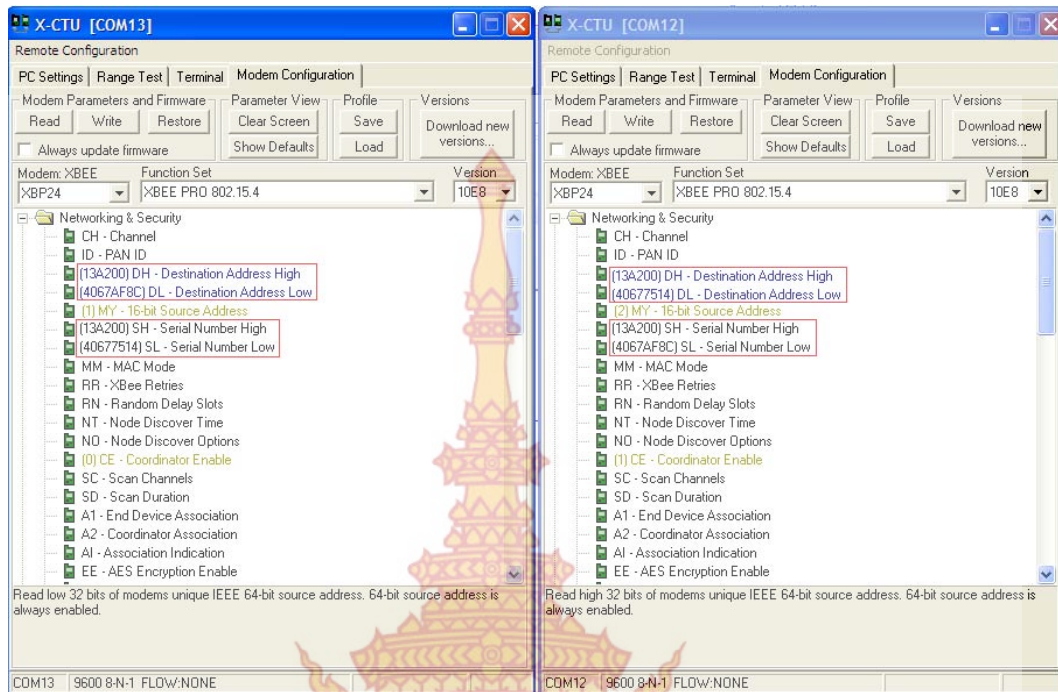 X-CTU [COM13]
Remote Configuration
PC Settings Range Test Terminal Modem Configuration
Modem Parameters and Firmware Parameter View Profile Versions
Read Write Restore Clear Screen Save Download new versions...
Always update firmware Show Defaults Load
Modem: XBEE Function Set Version
XBP24 XBEE PRO 802.15.4 10E8
Networking & Security
CH - Channel
ID - PAN ID
(13A200) DH - Destination Address High
(4067AF8C) DL - Destination Address Low
(1) MY - 16-bit Source Address
(13A200) SH - Serial Number High
(40677514) SL - Serial Number Low
MM - MAC Mode
RR - XBee Retries
RN - Random Delay Slots
NT - Node Discover Time
NO - Node Discover Options
(0) CE - Coordinator Enable
SC - Scan Channels
SD - Scan Duration
A1 - End Device Association
A2 - Coordinator Association
AI - Association Indication
EE - AES Encryption Enable
Read low 32 bits of modems unique IEEE 64-bit source address. 64-bit source address is
always enabled.
COM13 9600 8-N-1 FLOW:NONE
X-CTU [COM12]
Remote Configuration
PC Settings Range Test Terminal Modem Configuration
Modem Parameters and Firmware Parameter View Profile Versions
Read Write Restore Clear Screen Save Download new versions...
Always update firmware Show Defaults Load
Modem: XBEE Function Set Version
XBP24 XBEE PRO 802.15.4 10E8
Networking & Security
CH - Channel
ID - PAN ID
(13A200) DH - Destination Address High
(40677514) DL - Destination Address Low
(2) MY - 16-bit Source Address
(13A200) SH - Serial Number High
(4067AF8C) SL - Serial Number Low
MM - MAC Mode
RR - XBee Retries
RN - Random Delay Slots
NT - Node Discover Time
NO - Node Discover Options
(1) CE - Coordinator Enable
SC - Scan Channels
SD - Scan Duration
A1 - End Device Association
A2 - Coordinator Association
AI - Association Indication
EE - AES Encryption Enable
Read high 32 bits of modems unique IEEE 64-bit source address. 64-bit source address is
always enabled.
COM12 9600 8-N-1 FLOW:NONE